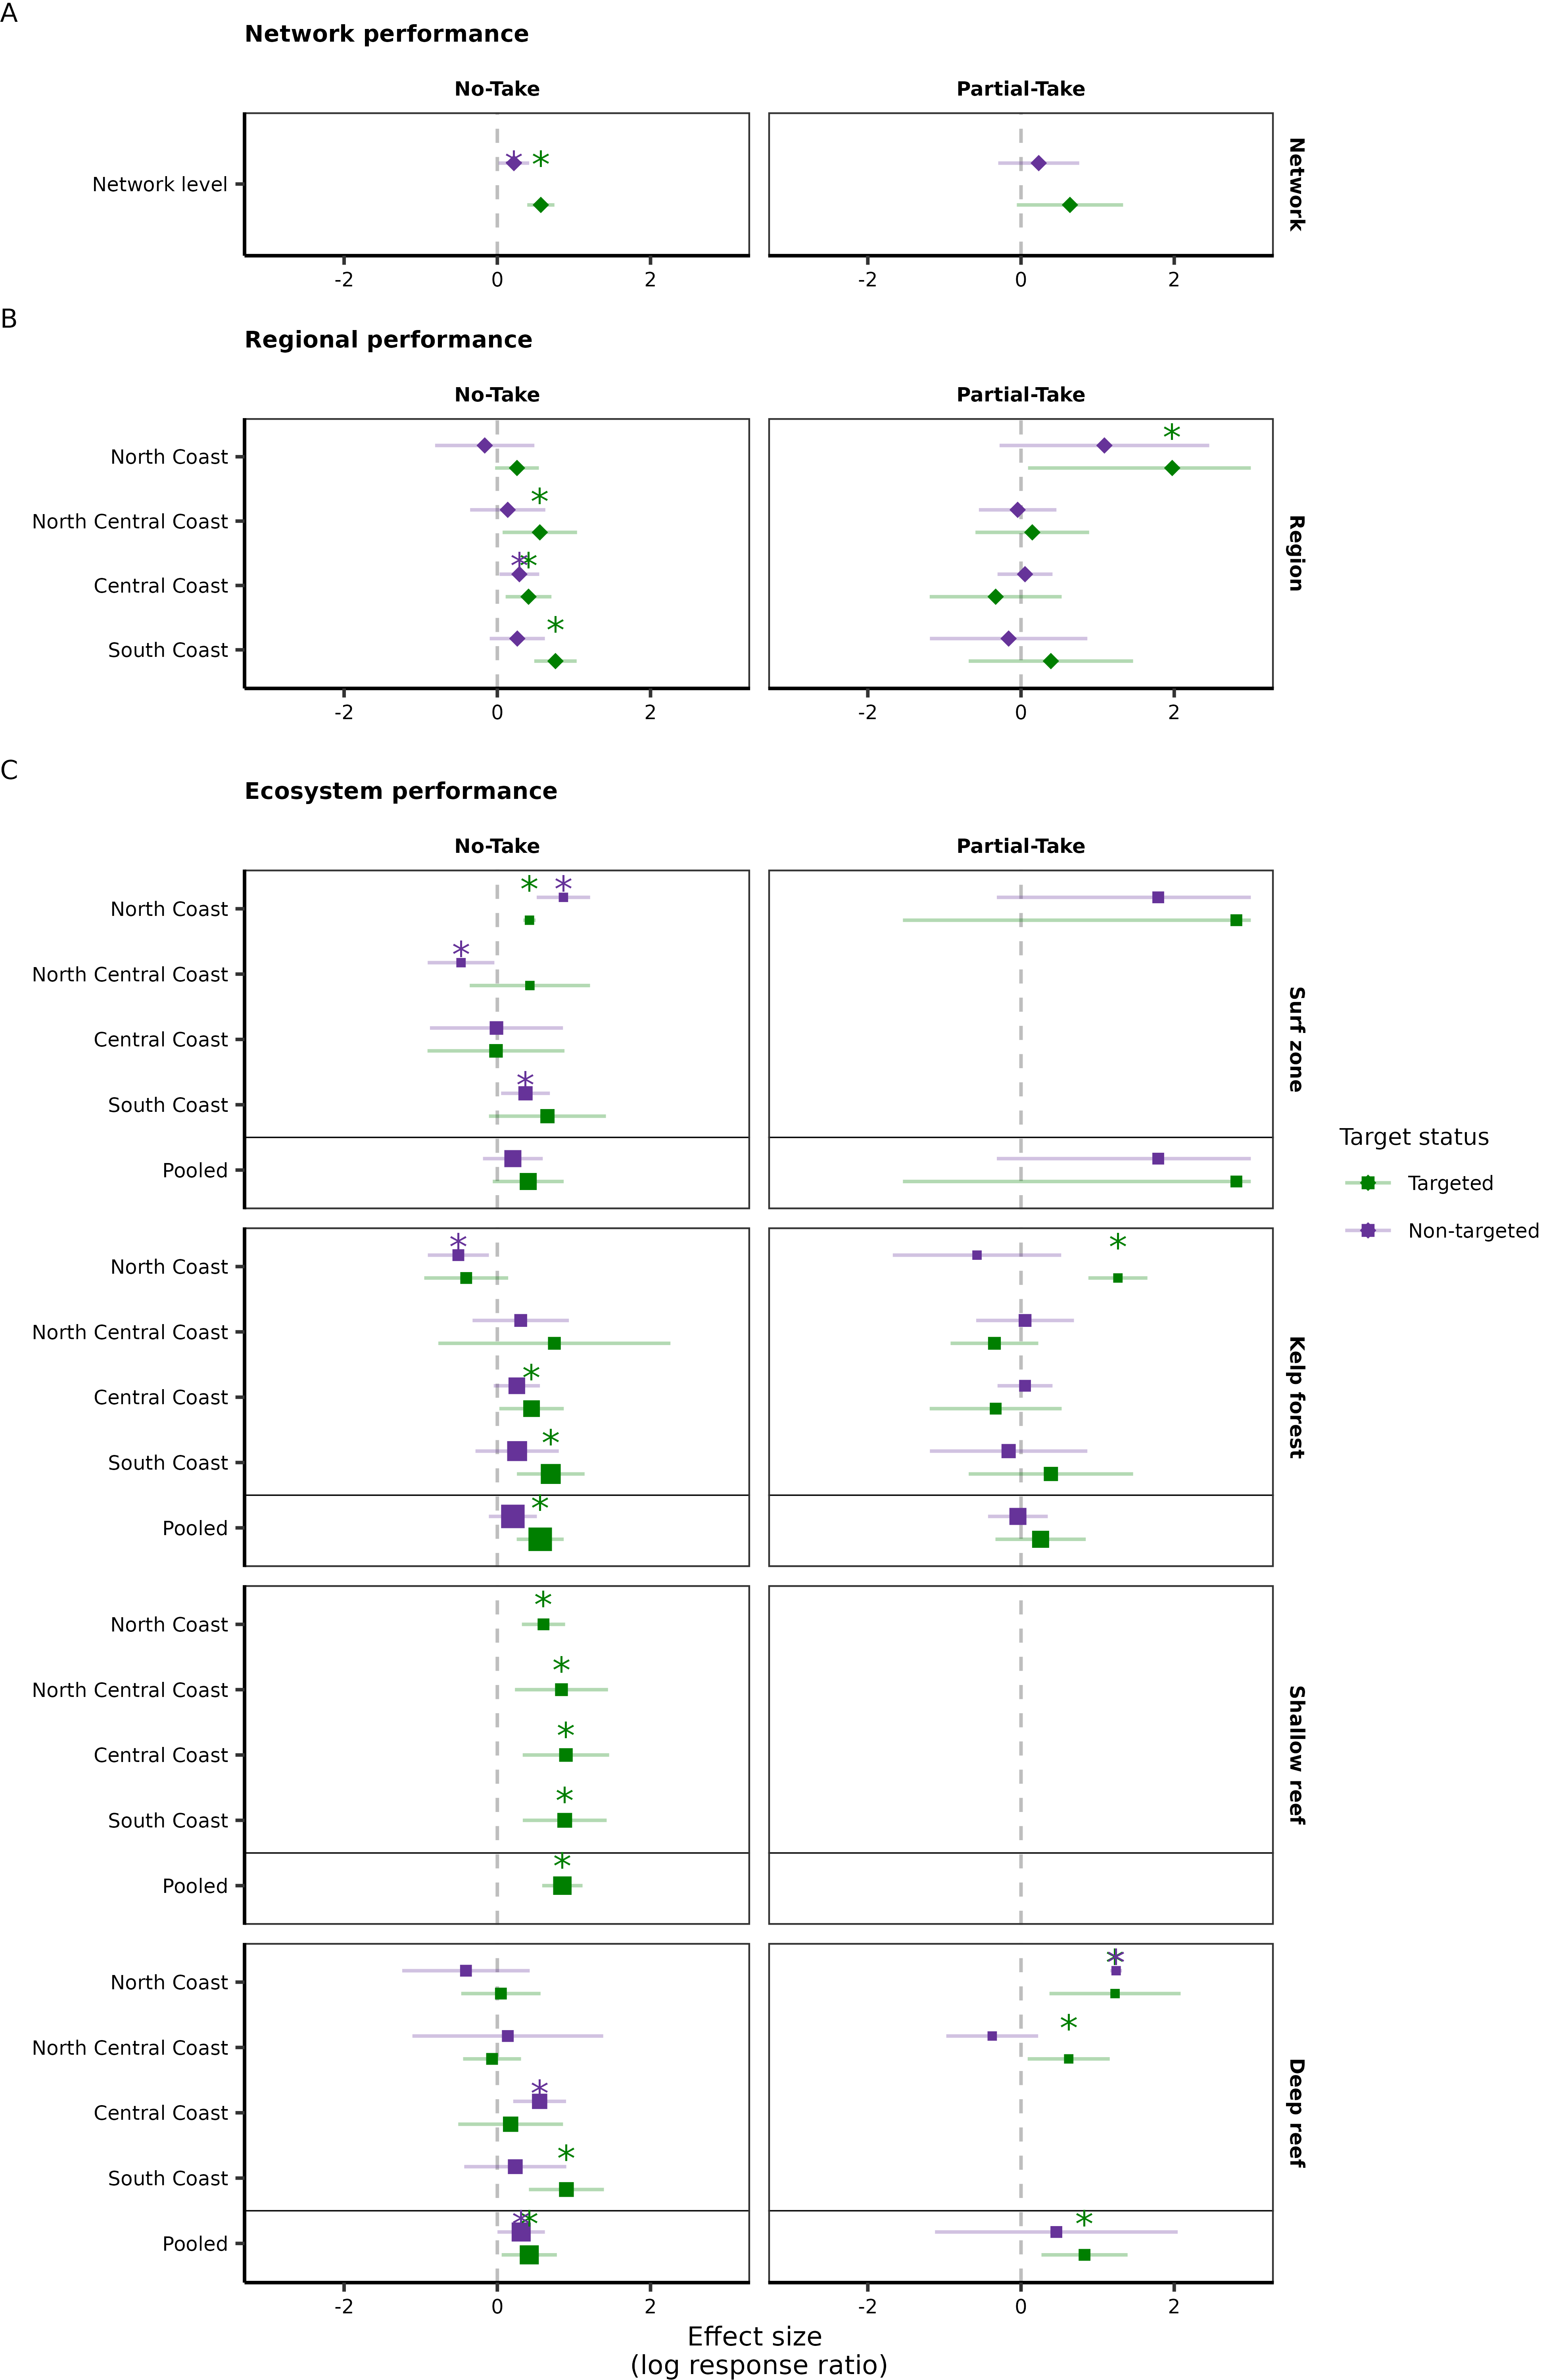 A
Network performance
No-Take
Partial-Take
Network level
Network
-2 0 2
-2 0 2
B
Regional performance
No-Take
Partial-Take
North Coast
North Central Coast
Central Coast
South Coast
Region
-2 0 2
-2 0 2
C
Ecosystem performance
No-Take
Partial-Take
North Coast
North Central Coast
Central Coast
South Coast
Pooled
Surf zone
North Coast
North Central Coast
Central Coast
South Coast
Pooled
Kelp forest
North Coast
North Central Coast
Central Coast
South Coast
Pooled
Shallow reef
North Coast
North Central Coast
Central Coast
South Coast
Pooled
Deep reef
-2 0 2
-2 0 2
Effect size
(log response ratio)
Target status
Targeted
Non-targeted